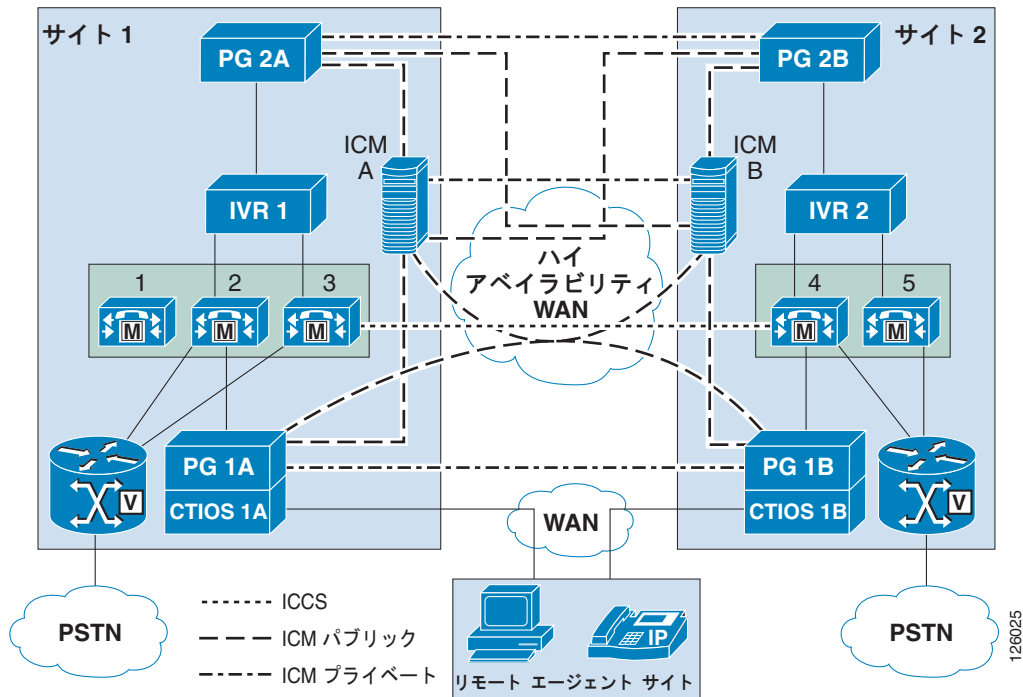 サイト 1
サイト 2
PG 2A
PG 2B
ICM
A
ICM
B
IVR 1
IVR 2
ハイ
アベイラビリティ
WAN
1
2
3
4
5
M
M
M
M
M
PG 1A
CTIOS 1A
PG 1B
CTIOS 1B
V
V
WAN
PSTN
PSTN
ICCS
ICM パブリック
ICM プライベート
IP
リモート エージェント サイト
126025